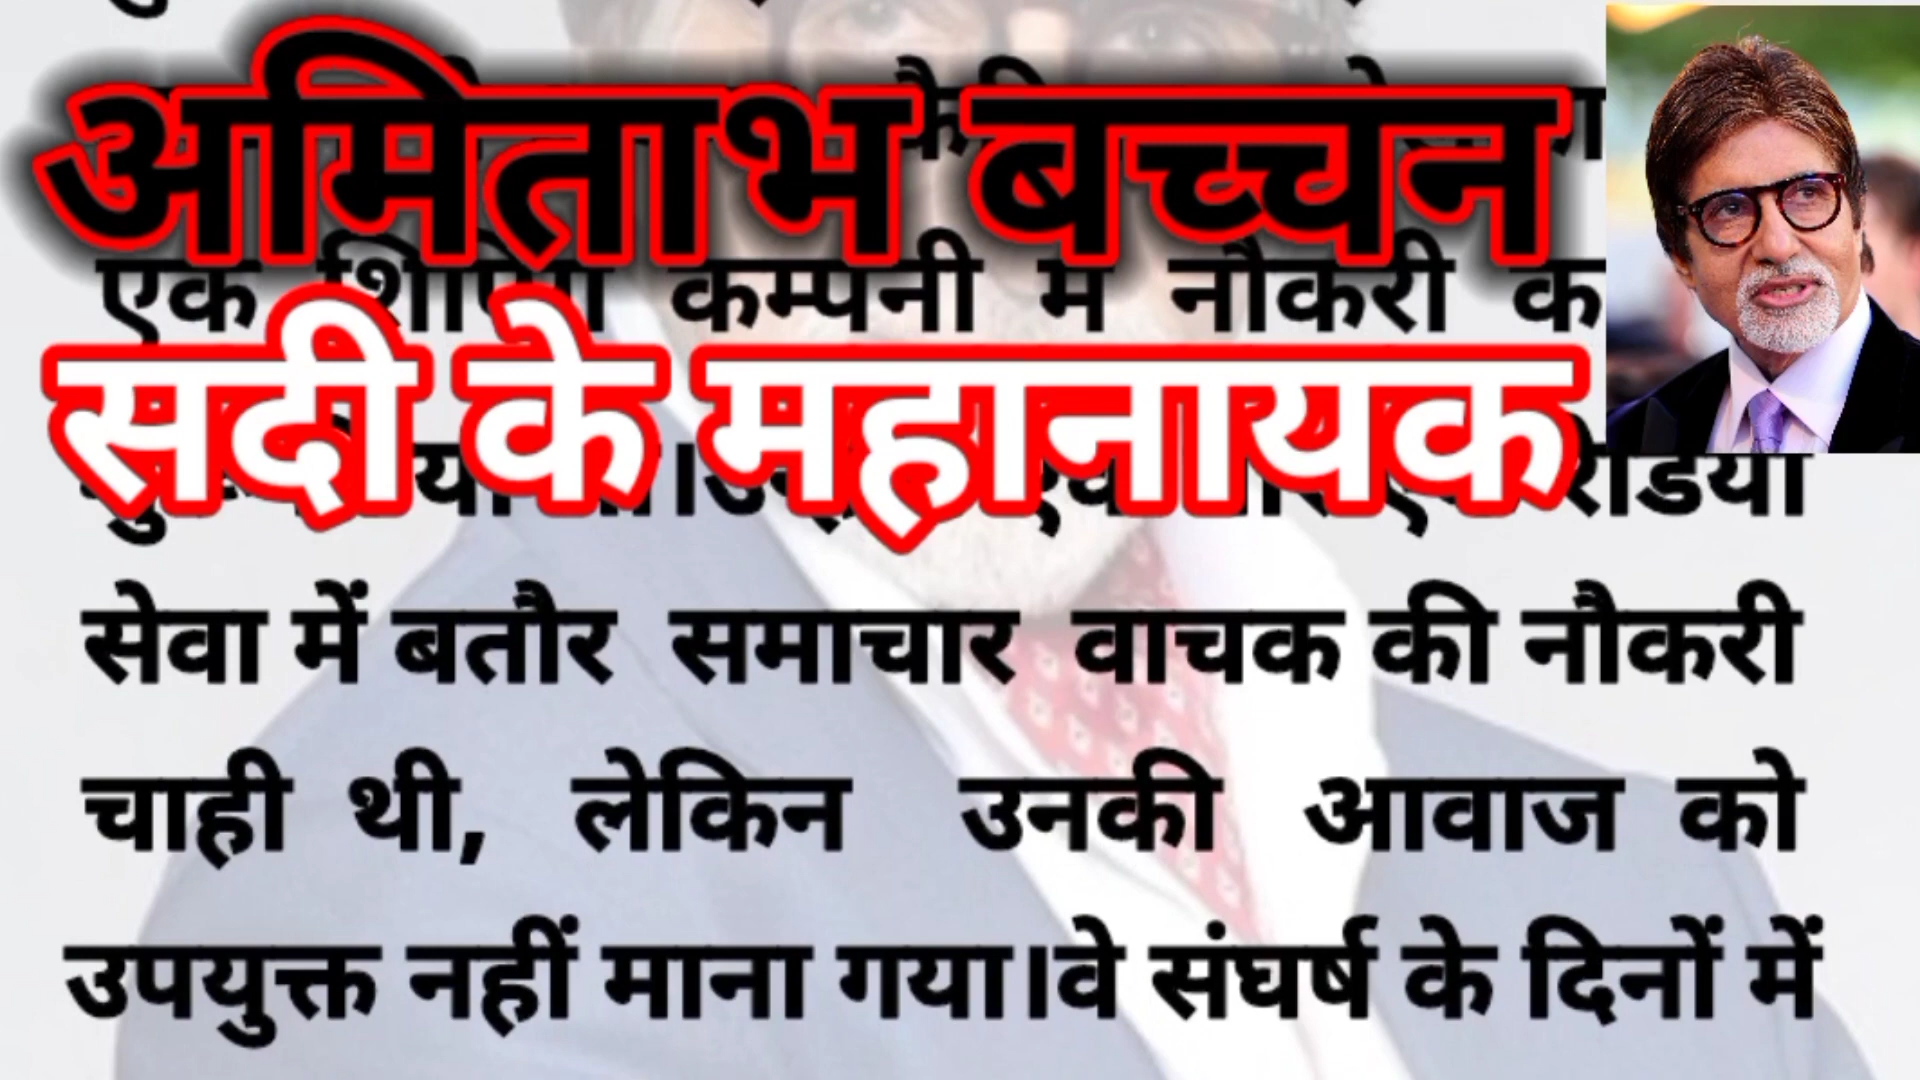 अमिताभ बच्चन
एक शिपिंग कम्पनी में नौकरी
सदी के महानायक
रेडियो
सेवा में बतौर समाचार वाचक की नौकरी
चाही थी, लेकिन उनकी आवाज को
उपयुक्त नहीं माना गया।वे संघर्ष के दिनों में